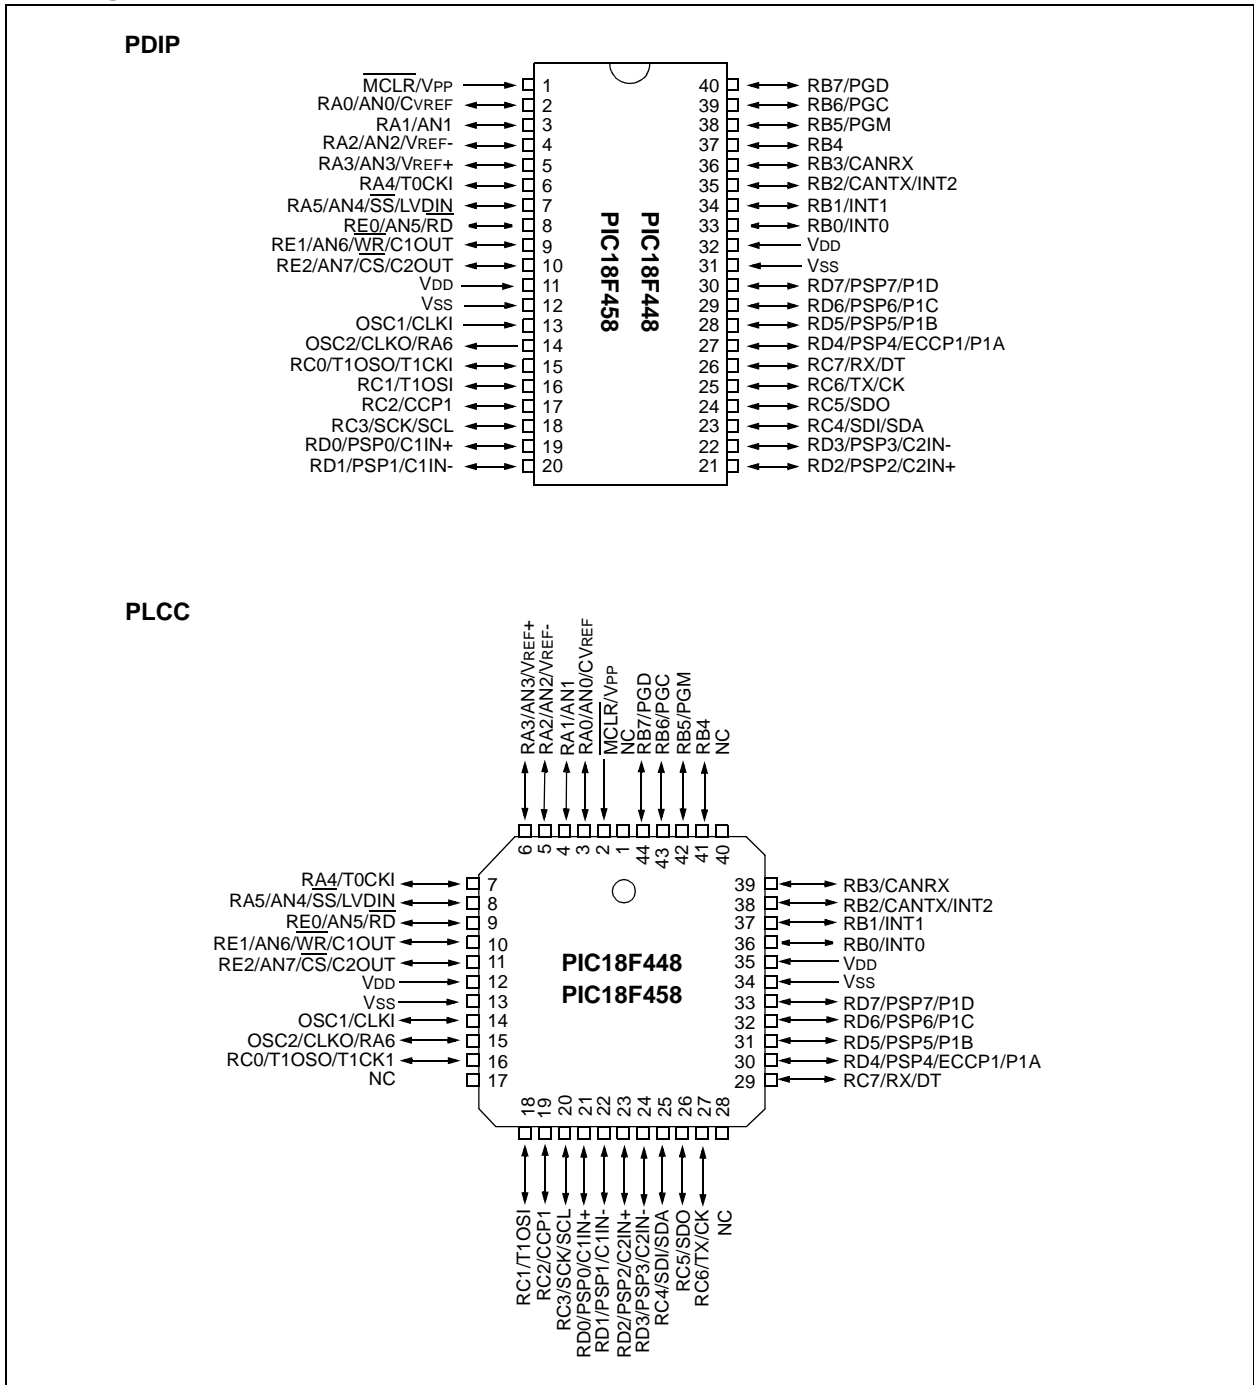 PDIP
MCLR/VPP 1
RA0/AN0/CVREF 2
RA1/AN1 3
RA2/AN2/VREF- 4
RA3/AN3/VREF+ 5
RA4/T0CKI 6
RA5/AN4/SS/LVDIN 7
RE0/AN5/RD 8
RE1/AN6/WR/C1OUT 9
RE2/AN7/CS/C2OUT 10
VDD 11
VSS 12
OSC1/CLKI 13
OSC2/CLKO/RA6 14
RC0/T1OSO/T1CKI 15
RC1/T1OSI 16
RC2/CCP1 17
RC3/SCK/SCL 18
RD0/PSP0/C1IN+ 19
RD1/PSP1/C1IN- 20
PIC18F448
PIC18F458
40 RB7/PGD
39 RB6/PGC
38 RB5/PGM
37 RB4
36 RB3/CANRX
35 RB2/CANTX/INT2
34 RB1/INT1
33 RB0/INT0
32 VDD
31 VSS
30 RD7/PSP7/P1D
29 RD6/PSP6/P1C
28 RD5/PSP5/P1B
27 RD4/PSP4/ECCP1/P1A
26 RC7/RX/DT
25 RC6/TX/CK
24 RC5/SDO
23 RC4/SDI/SDA
22 RD3/PSP3/C2IN-
21 RD2/PSP2/C2IN+
PLCC
RA3/AN3/VREF+ 6
RA2/AN2/VREF- 5
RA1/AN1 4
RA0/AN0/CVREF 3
MCLR/VPP 2
NC 1
RB7/PGD 44
RB6/PGC 43
RB5/PGM 42
RB4 41
NC 40
RA4/T0CKI 7
RA5/AN4/SS/LVDIN 8
RE0/AN5/RD 9
RE1/AN6/WR/C1OUT 10
RE2/AN7/CS/C2OUT 11
VDD 12
VSS 13
OSC1/CLKI 14
OSC2/CLKO/RA6 15
RC0/T1OSO/T1CK1 16
NC 17
PIC18F448
PIC18F458
39 RB3/CANRX
38 RB2/CANTX/INT2
37 RB1/INT1
36 RB0/INT0
35 VDD
34 VSS
33 RD7/PSP7/P1D
32 RD6/PSP6/P1C
31 RD5/PSP5/P1B
30 RD4/PSP4/ECCP1/P1A
29 RC7/RX/DT
18 RC1/T1OSI
19 RC2/CCP1
20 RC3/SCK/SCL
21 RD0/PSP0/C1IN+
22 RD1/PSP1/C1IN-
23 RD2/PSP2/C2IN+
24 RD3/PSP3/C2IN-
25 RC4/SDI/SDA
26 RC5/SDO
27 RC6/TX/CK
28 NC